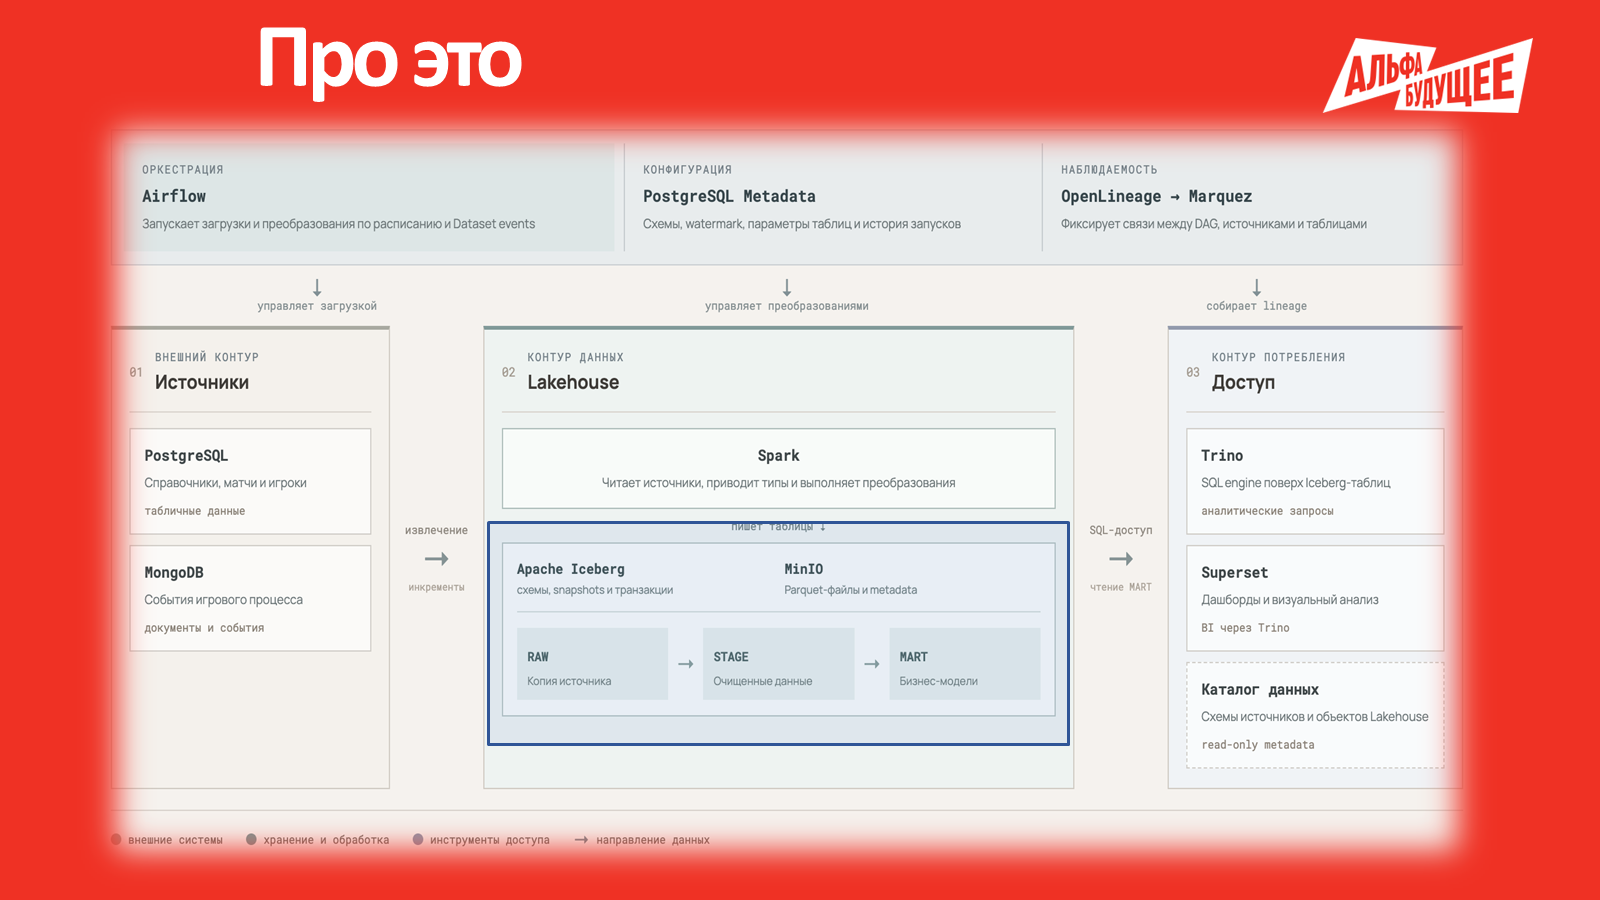 Про это
АЛЬФА
БУДУЩЕЕ
ОРКЕСТРАЦИЯ
Airflow
Запускает загрузки и преобразования по расписанию и Dataset events
КОНФИГУРАЦИЯ
PostgreSQL Metadata
Схемы, watermark, параметры таблиц и история запусков
НАБЛЮДАЕМОСТЬ
OpenLineage → Marquez
Фиксирует связи между DAG, источниками и таблицами
↓
управляет загрузкой
↓
управляет преобразованиями
↓
собирает lineage
01
ВНЕШНИЙ КОНТУР
Источники
PostgreSQL
Справочники, матчи и игроки
табличные данные
MongoDB
События игрового процесса
документы и события
извлечение
→
инкременты
02
КОНТУР ДАННЫХ
Lakehouse
Spark
Читает источники, приводит типы и выполняет преобразования
пишет таблицы ↓
Apache Iceberg
схемы, snapshots и транзакции
MinIO
Parquet-файлы и metadata
RAW
Копия источника
→
STAGE
Очищенные данные
→
MART
Бизнес-модели
SQL-доступ
→
чтение MART
03
КОНТУР ПОТРЕБЛЕНИЯ
Доступ
Trino
SQL engine поверх Iceberg-таблиц
аналитические запросы
Superset
Дашборды и визуальный анализ
BI через Trino
Каталог данных
Схемы источников и объектов Lakehouse
read-only metadata
внешние системы
хранение и обработка
инструменты доступа
→ направление данных